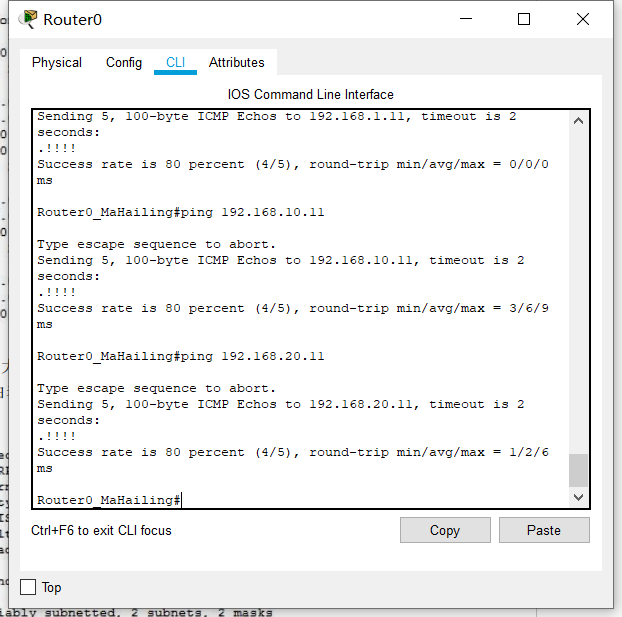 Router0
Physical Config CLI Attributes
IOS Command Line Interface
Sending 5, 100-byte ICMP Echos to 192.168.1.11, timeout is 2
seconds:
.!!!!
Success rate is 80 percent (4/5), round-trip min/avg/max = 0/0/0
ms
Router0_MaHailing#ping 192.168.10.11
Type escape sequence to abort.
Sending 5, 100-byte ICMP Echos to 192.168.10.11, timeout is 2
seconds:
.!!!!
Success rate is 80 percent (4/5), round-trip min/avg/max = 3/6/9
ms
Router0_MaHailing#ping 192.168.20.11
Type escape sequence to abort.
Sending 5, 100-byte ICMP Echos to 192.168.20.11, timeout is 2
seconds:
.!!!!
Success rate is 80 percent (4/5), round-trip min/avg/max = 1/2/6
ms
Router0_MaHailing#
Ctrl+F6 to exit CLI focus
Copy Paste
Top
iably subnetted, 2 subnets, 2 masks